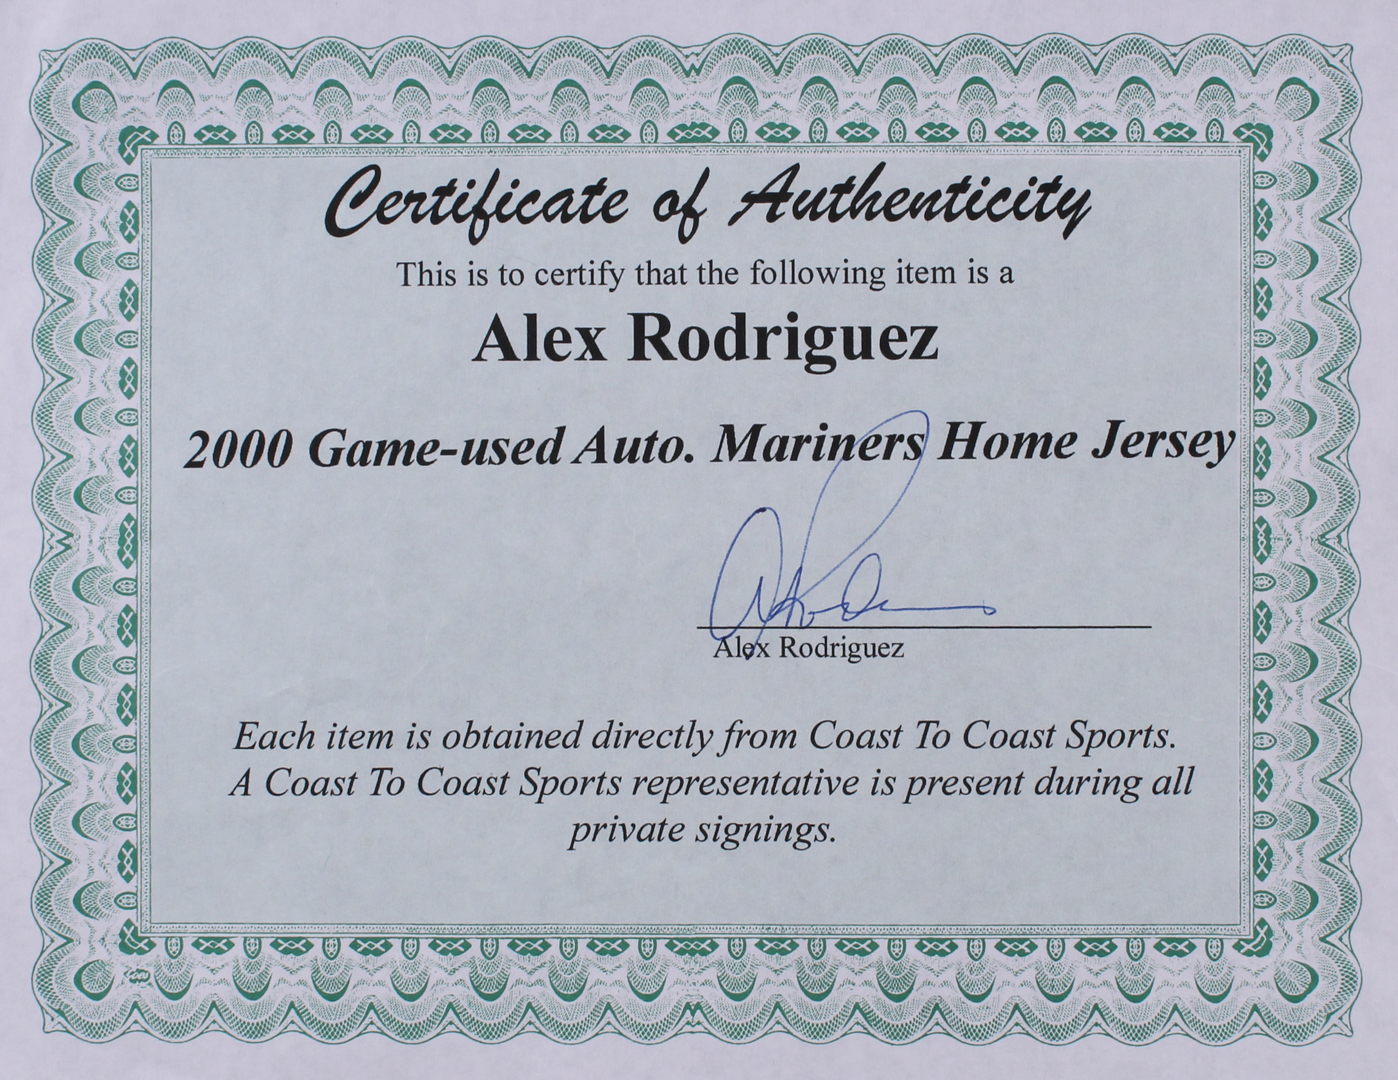 Certificate of Authenticity
This is to certify that the following item is a
Alex Rodriguez
2000 Game-used Auto. Mariners Home Jersey
Alex Rodriguez
Each item is obtained directly from Coast To Coast Sports.
A Coast To Coast Sports representative is present during all
private signings.